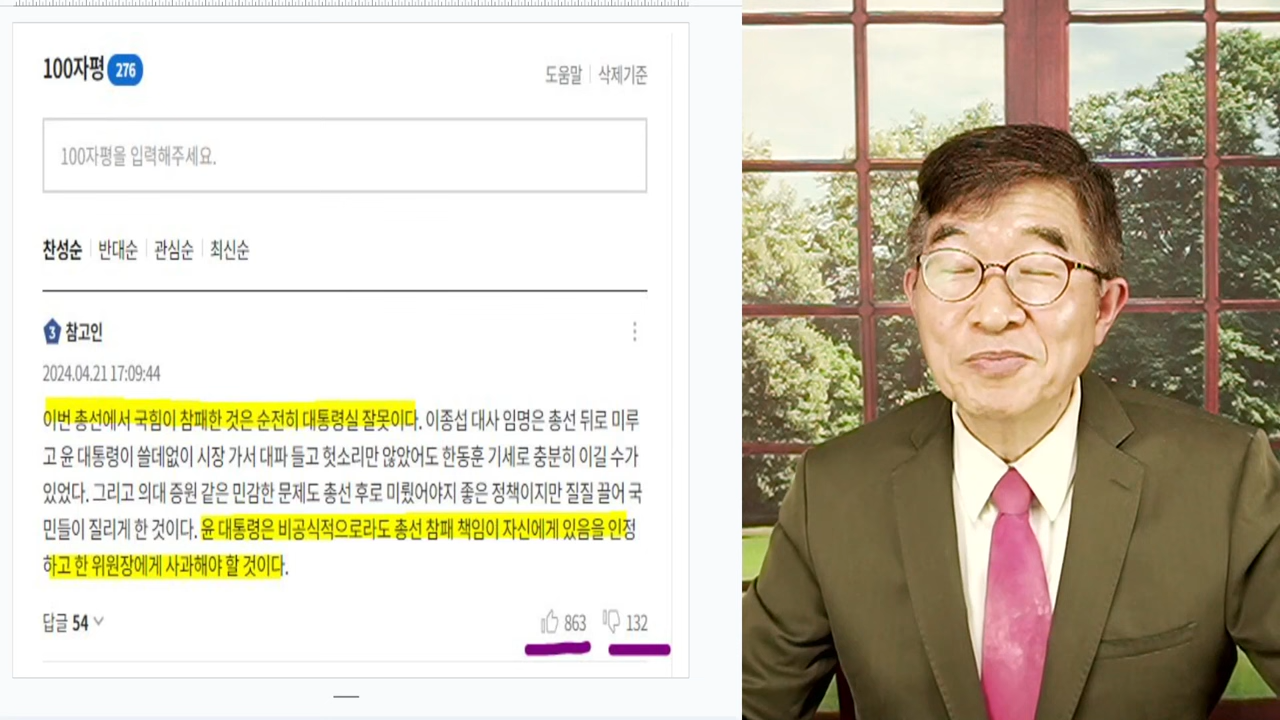 100자평 276
도움말 | 삭제기준
100자평을 입력해주세요.
찬성순 | 반대순 | 관심순 | 최신순
3 참고인
2024.04.21 17:09:44
이번 총선에서 국힘이 참패한 것은 순전히 대통령실 잘못이다. 이종섭 대사 임명은 총선 뒤로 미루
고 윤 대통령이 쓸데없이 시장 가서 대파 들고 헛소리만 않았어도 한동훈 기세로 충분히 이길 수가
있었다. 그리고 의대 증원 같은 민감한 문제도 총선 후로 미뤘어야지 좋은 정책이지만 질질 끌어 국
민들이 질리게 한 것이다. 윤 대통령은 비공식적으로라도 총선 참패 책임이 자신에게 있음을 인정
하고 한 위원장에게 사과해야 할 것이다.
답글 54
863 132